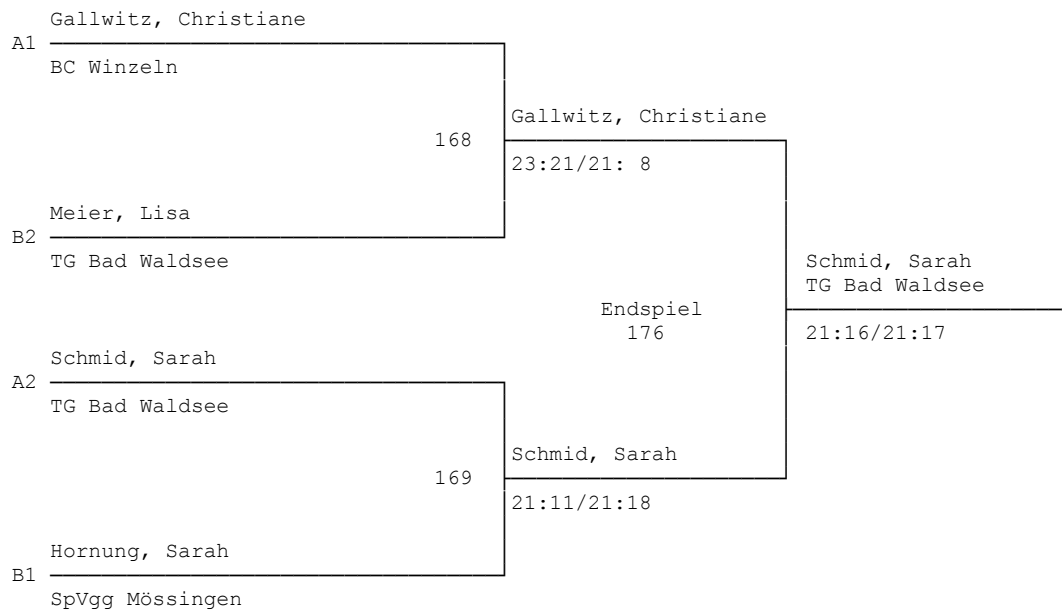 Gallwitz, Christiane
A1
BC Winzeln
Gallwitz, Christiane
168
23:21/21: 8
Meier, Lisa
B2
TG Bad Waldsee
Schmid, Sarah
TG Bad Waldsee
Endspiel
176
21:16/21:17
Schmid, Sarah
A2
TG Bad Waldsee
Schmid, Sarah
169
21:11/21:18
Hornung, Sarah
B1
SpVgg Mössingen